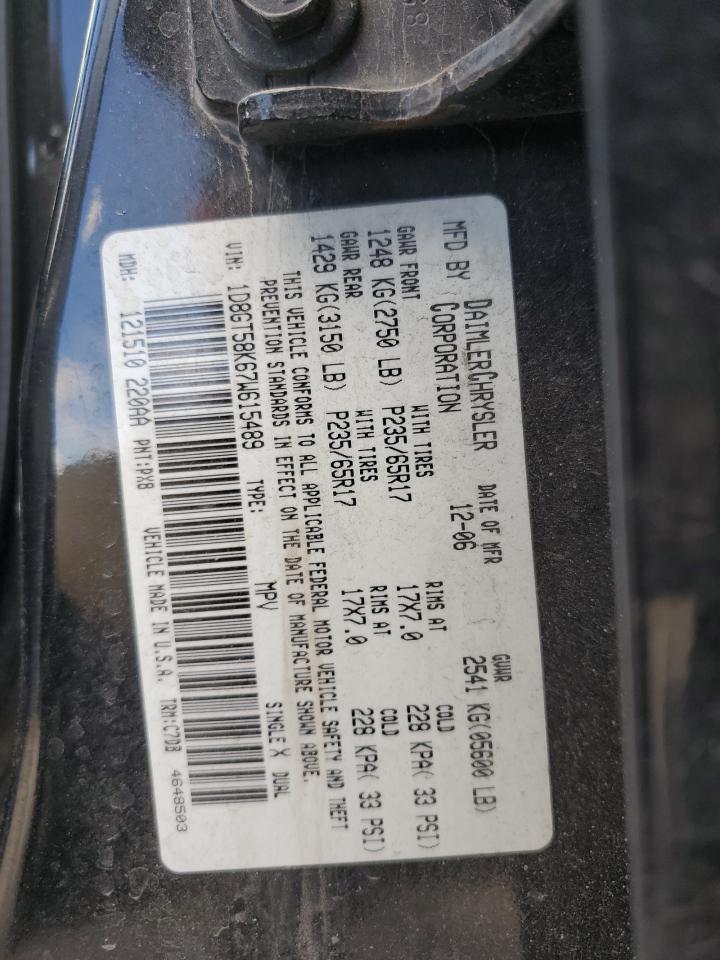 MFD BY DAIMLERCHRYSLER CORPORATION DATE OF MFR 12-06 GVWR 2541 KG(05600 LB)
GAWR FRONT WITH TIRES RIMS AT COLD
1248 KG(2750 LB) P235/65R17 17X7.0 228 KPA( 33 PSI)
GAWR REAR WITH TIRES RIMS AT COLD
1429 KG(3150 LB) P235/65R17 17X7.0 228 KPA( 33 PSI)
THIS VEHICLE CONFORMS TO ALL APPLICABLE FEDERAL MOTOR VEHICLE SAFETY AND THEFT
PREVENTION STANDARDS IN EFFECT ON THE DATE OF MANUFACTURE SHOWN ABOVE.
VIN: 1D8GT58K67W615489 TYPE: MPV SINGLE X DUAL
MDH: 121510 220AA PNT:PX8 VEHICLE MADE IN U.S.A. TRM:C7DB 4648503